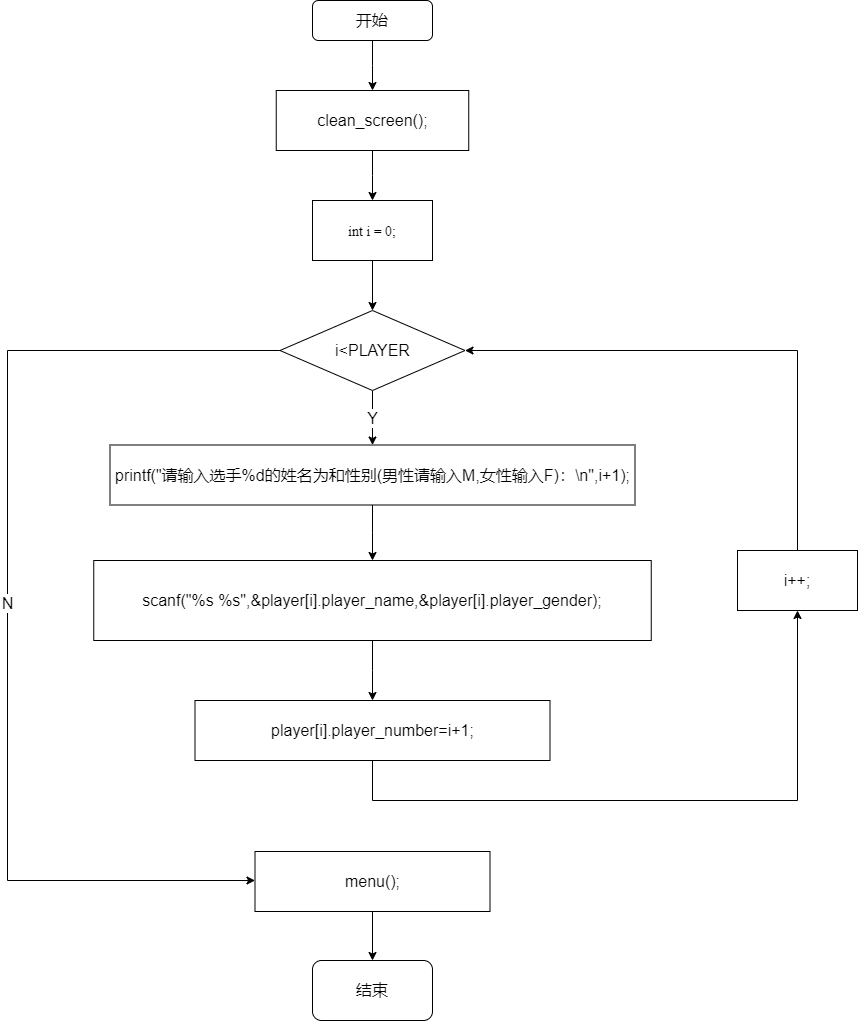 开始
clean_screen();
int i = 0;
i<PLAYER
Y
printf("请输入选手%d的姓名为和性别(男性请输入M,女性输入F)：\n",i+1);
scanf("%s %s",&player[i].player_name,&player[i].player_gender);
i++;
N
player[i].player_number=i+1;
menu();
结束